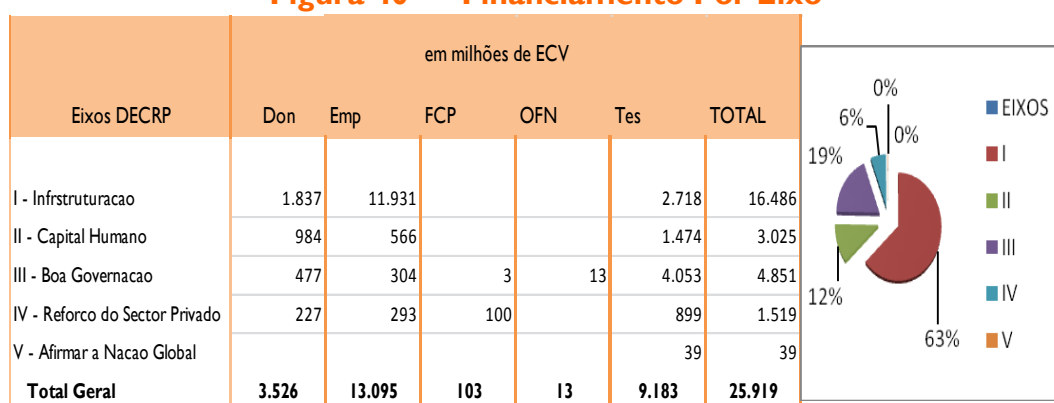 em milhões de ECV
Eixos DECRP Don Emp FCP OFN Tes TOTAL
I - Infrstruturacao 1.837 11.931 2.718 16.486
II - Capital Humano 984 566 1.474 3.025
III - Boa Governacao 477 304 3 13 4.053 4.851
IV - Reforco do Sector Privado 227 293 100 899 1.519
V - Afirmar a Nacao Global 39 39
Total Geral 3.526 13.095 103 13 9.183 25.919
0%
6%
0%
19%
12%
63%
EIXOS
I
II
III
IV
V